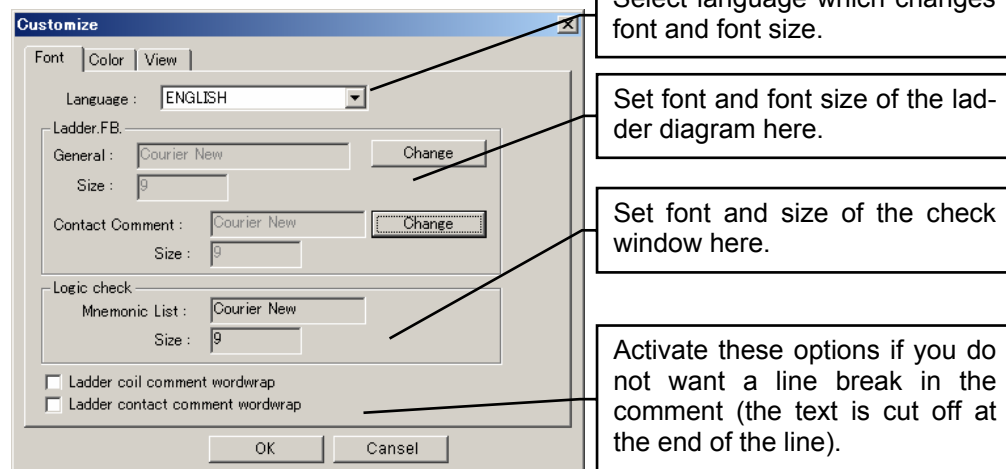 Customize
Font Color View
Language : ENGLISH
Ladder.FB.
General : Courier New Change
Size : 9
Contact Comment : Courier New Change
Size : 9
Logic check
Mnemonic List : Courier New
Size : 9
Ladder coil comment wordwrap
Ladder contact comment wordwrap
OK Cansel
Select language which changes
font and font size.
Set font and font size of the lad-
der diagram here.
Set font and size of the check
window here.
Activate these options if you do
not want a line break in the
comment (the text is cut off at
the end of the line).